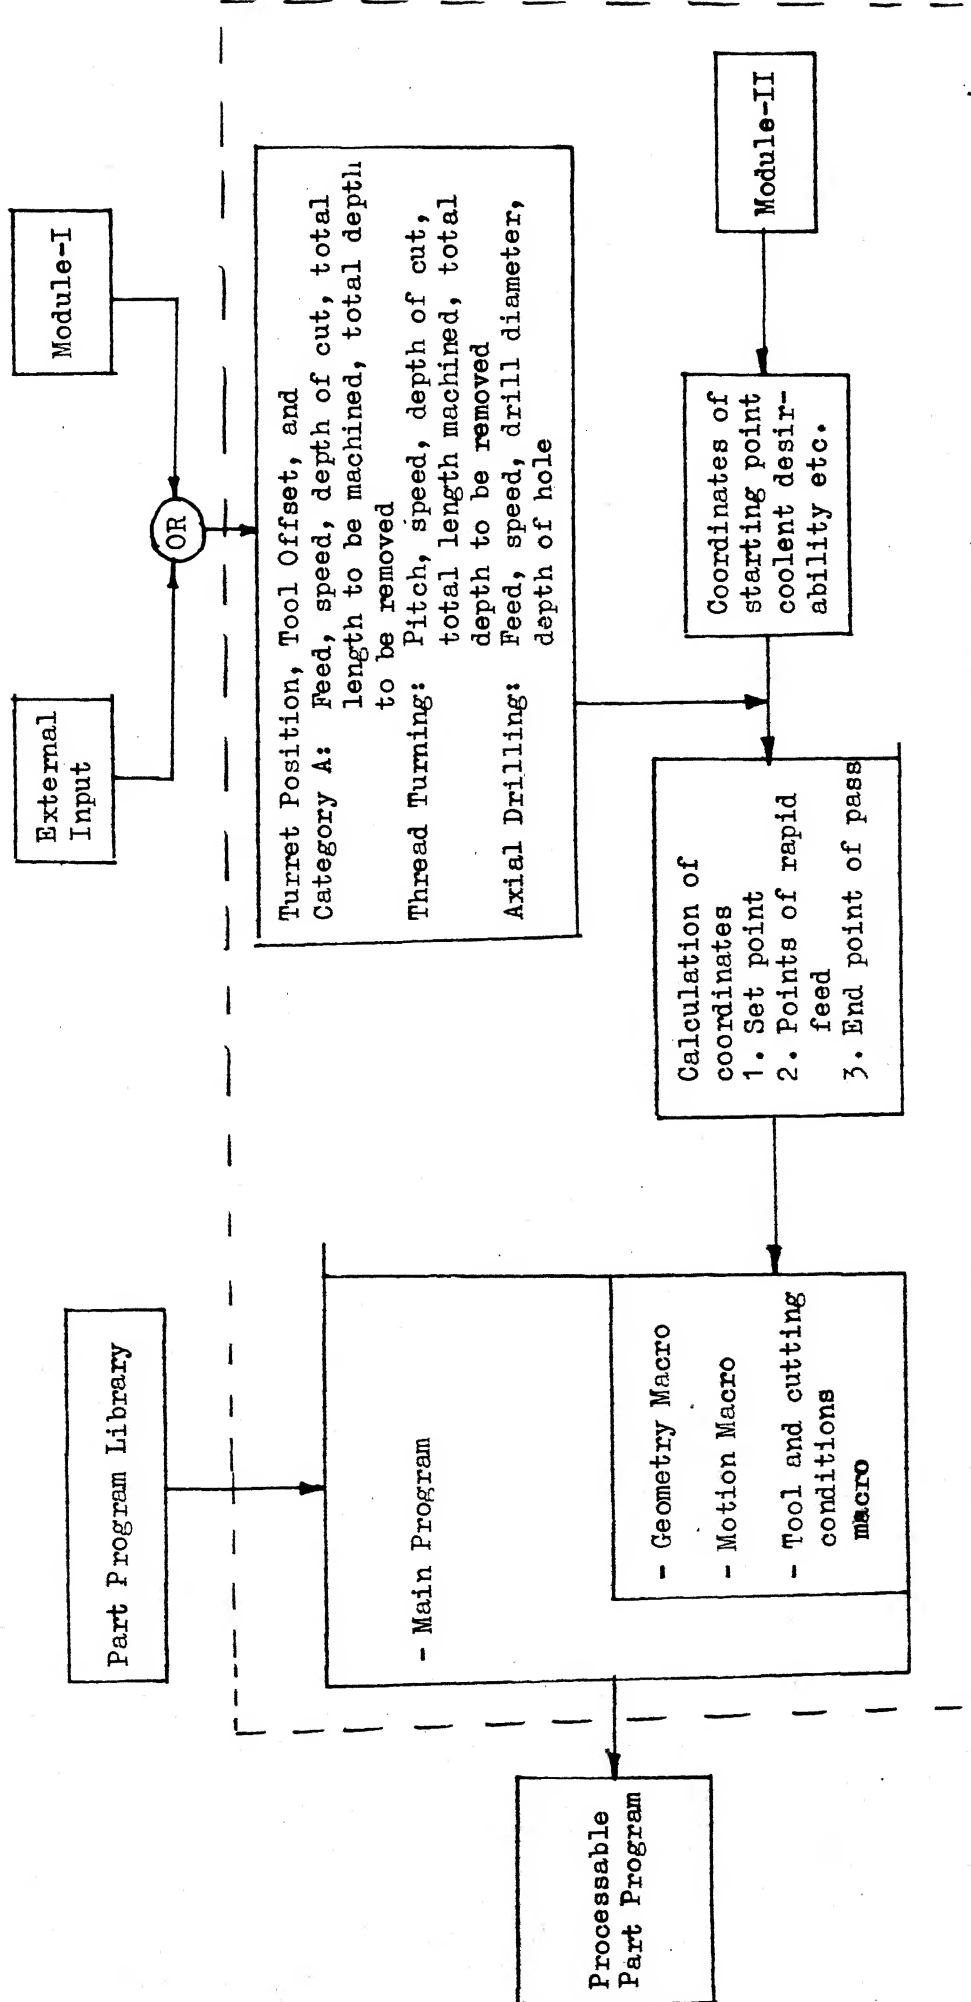 External
Input
Module-I
OR
Part Program Library
Turret Position, Tool Offset, and
Category A: Feed, speed, depth of cut, total
length to be machined, total depth
to be removed
Thread Turning: Pitch, speed, depth of cut,
total length machined, total
depth to be removed
Axial Drilling: Feed, speed, drill diameter,
depth of hole
- Main Program
- Geometry Macro
- Motion Macro
- Tool and cutting
conditions
macro
Calculation of
coordinates
1. Set point
2. Points of rapid
feed
3. End point of pass
Coordinates of
starting point
coolent desir-
ability etc.
Module-II
Processable
Part Program